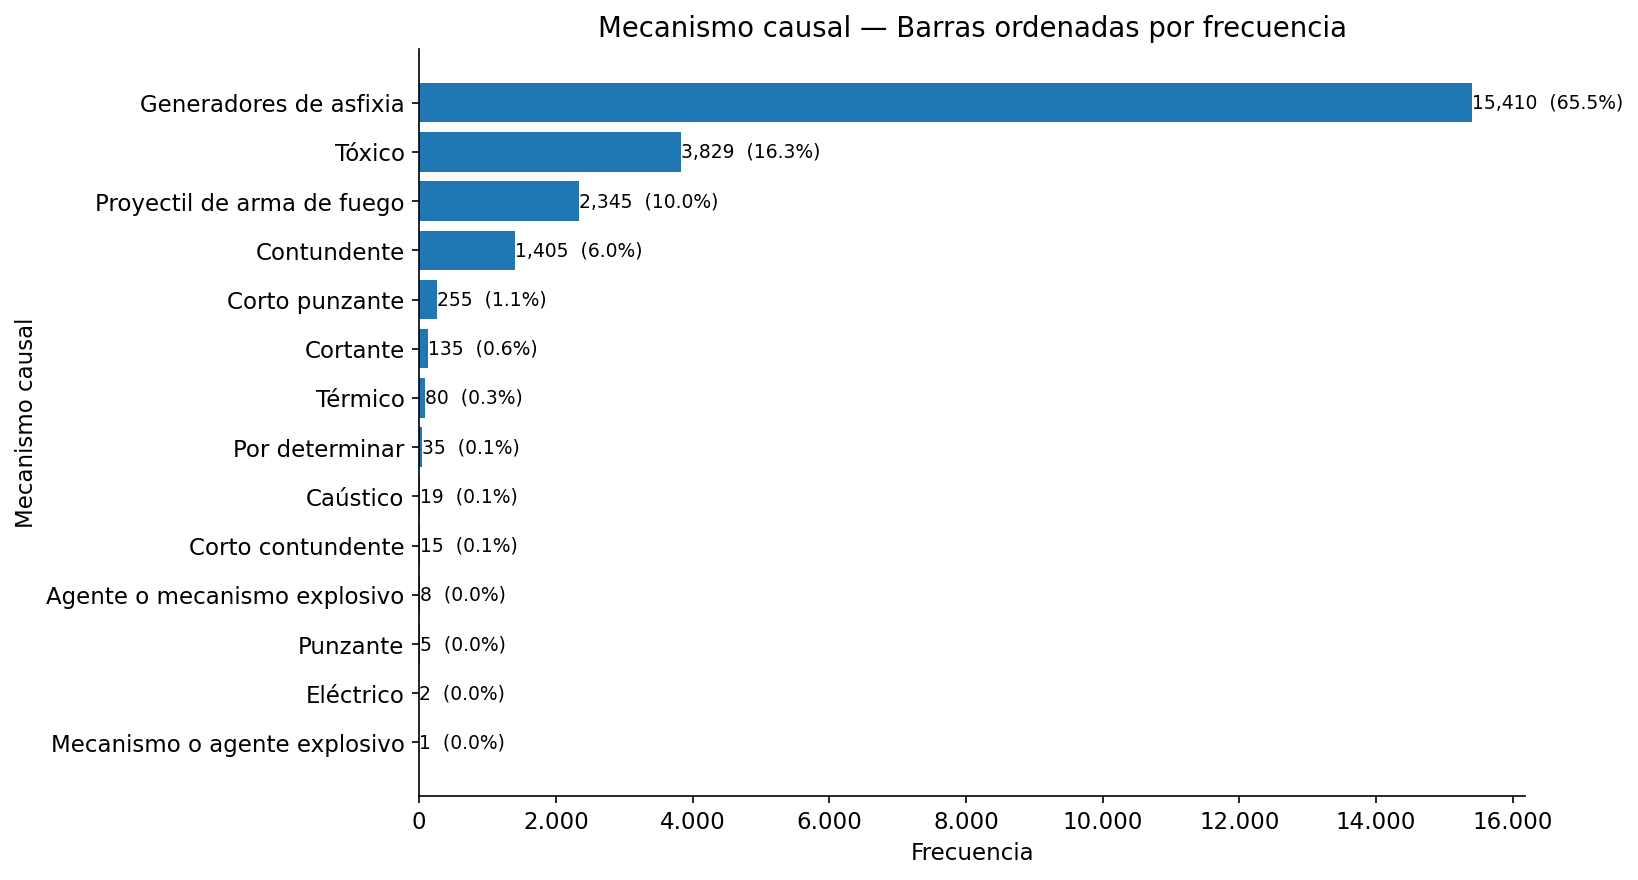 Mecanismo causal — Barras ordenadas por frecuencia
Mecanismo causal
Generadores de asfixia 15,410 (65.5%)
Tóxico 3,829 (16.3%)
Proyectil de arma de fuego 2,345 (10.0%)
Contundente 1,405 (6.0%)
Corto punzante 255 (1.1%)
Cortante 135 (0.6%)
Térmico 80 (0.3%)
Por determinar 35 (0.1%)
Caústico 19 (0.1%)
Corto contundente 15 (0.1%)
Agente o mecanismo explosivo 8 (0.0%)
Punzante 5 (0.0%)
Eléctrico 2 (0.0%)
Mecanismo o agente explosivo 1 (0.0%)
0 2.000 4.000 6.000 8.000 10.000 12.000 14.000 16.000
Frecuencia